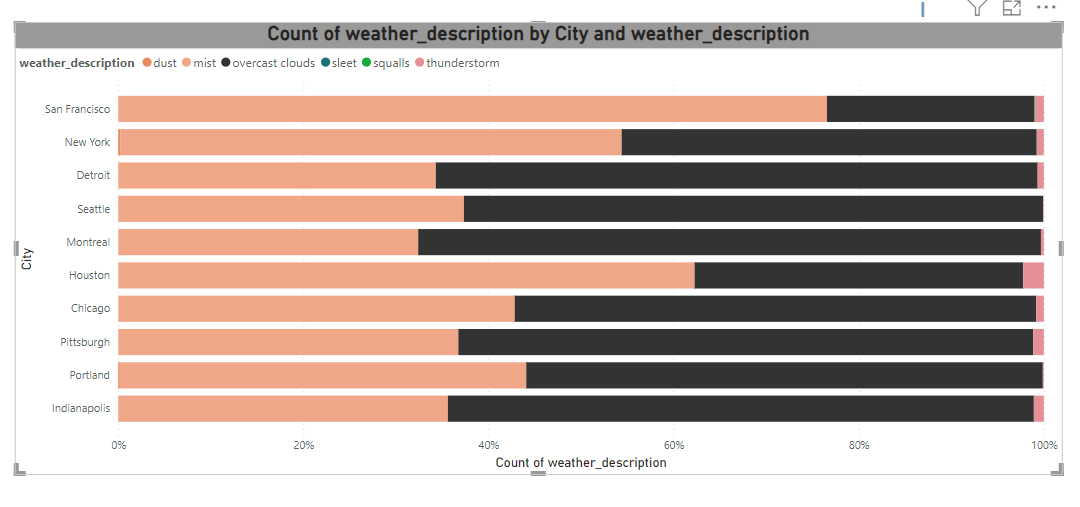 Count of weather_description by City and weather_description
weather_description dust mist overcast clouds sleet squalls thunderstorm
City
San Francisco
New York
Detroit
Seattle
Montreal
Houston
Chicago
Pittsburgh
Portland
Indianapolis
0% 20% 40% 60% 80% 100%
Count of weather_description